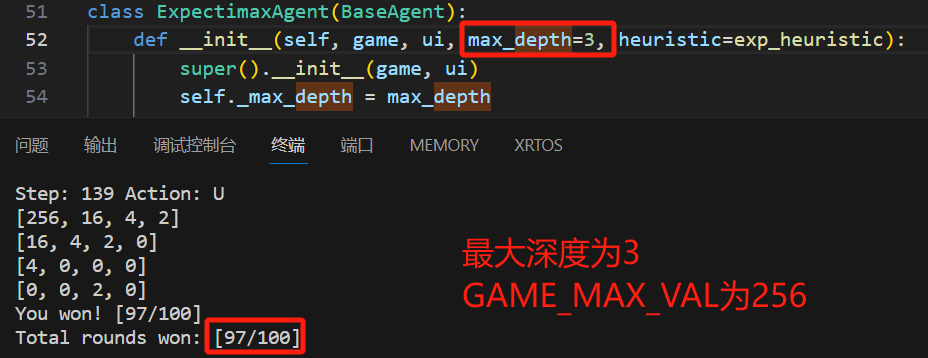 51 class ExpectimaxAgent(BaseAgent):
52 def __init__(self, game, ui, max_depth=3, heuristic=exp_heuristic):
53 super().__init__(game, ui)
54 self._max_depth = max_depth
问题 输出 调试控制台 终端 端口 MEMORY XRTOS
Step: 139 Action: U
[256, 16, 4, 2]
[16, 4, 2, 0]
[4, 0, 0, 0]
[0, 0, 2, 0]
You won! [97/100]
Total rounds won: [97/100]
最大深度为3
GAME_MAX_VAL为256